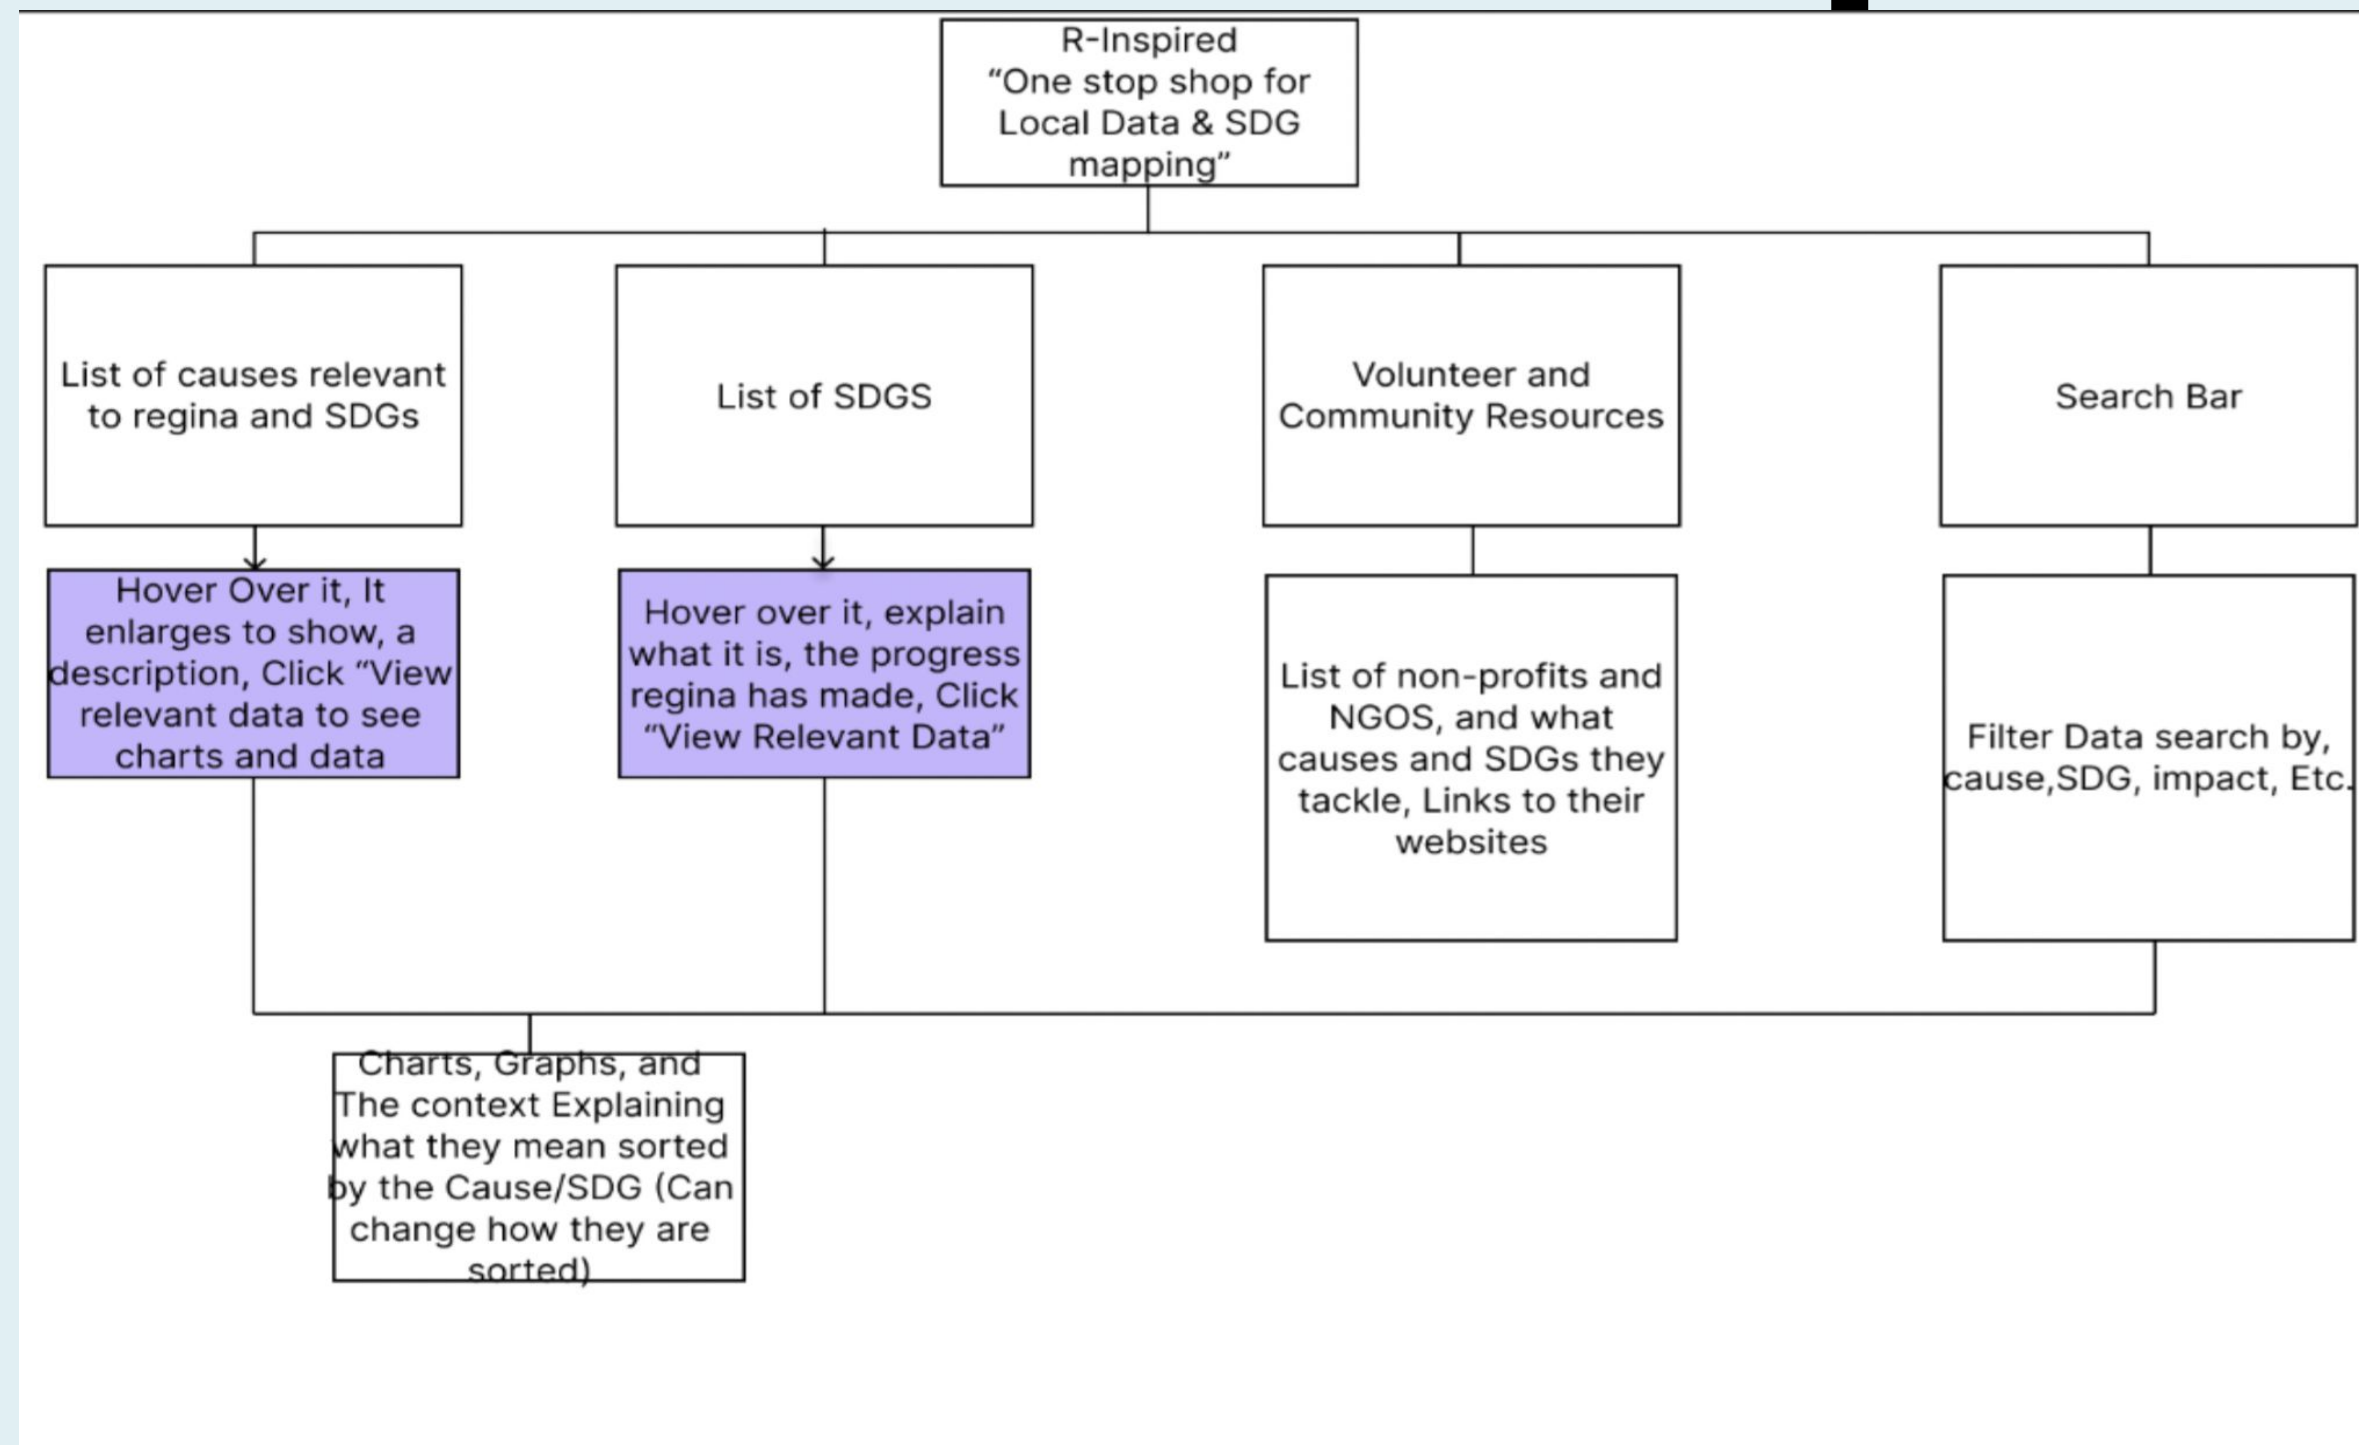 R-Inspired
“One stop shop for
Local Data & SDG
mapping”
List of causes relevant
to regina and SDGs
List of SDGS
Volunteer and
Community Resources
Search Bar
Hover Over it, It
enlarges to show, a
description, Click “View
relevant data to see
charts and data
Hover over it, explain
what it is, the progress
regina has made, Click
“View Relevant Data”
List of non-profits and
NGOS, and what
causes and SDGs they
tackle, Links to their
websites
Filter Data search by,
cause,SDG, impact, Etc.
Charts, Graphs, and
The context Explaining
what they mean sorted
by the Cause/SDG (Can
change how they are
sorted)